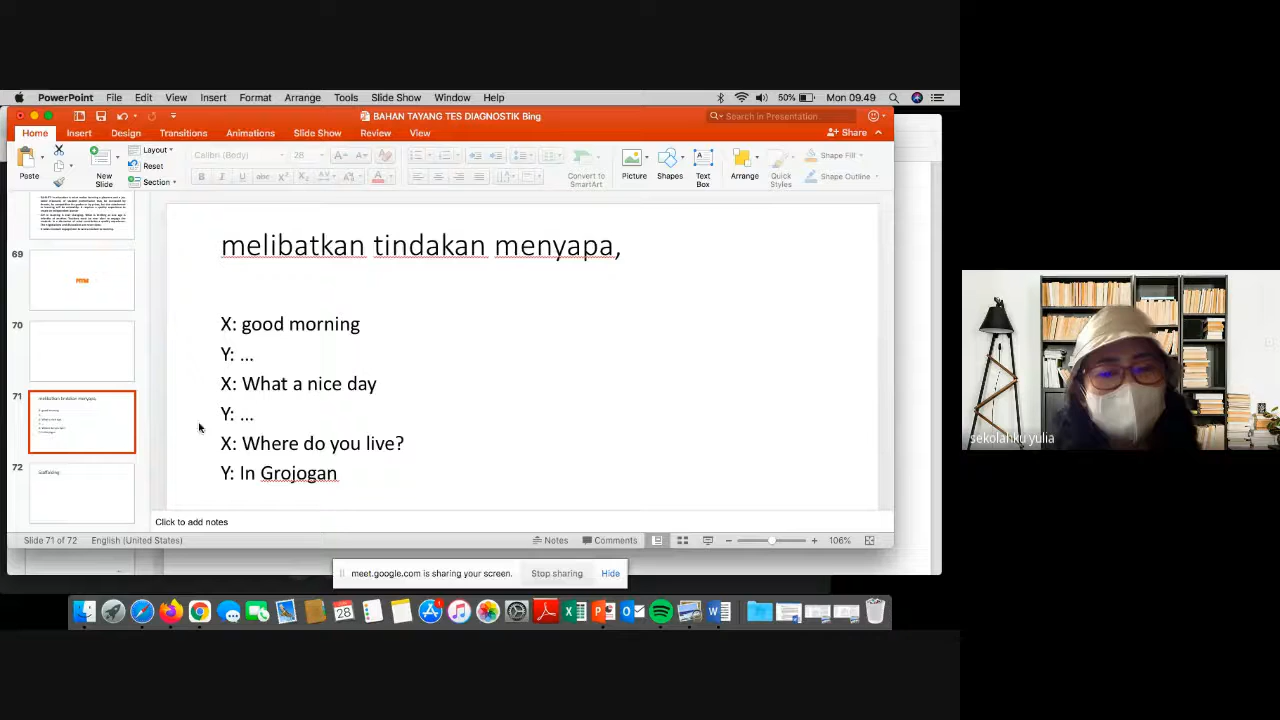 PowerPoint File Edit View Insert Format Arrange Tools Slide Show Window Help 50% Mon 09.49
BAHAN TAYANG TES DIAGNOSTIK Bing
Search in Presentation
Home Insert Design Transitions Animations Slide Show Review View Share
Paste
New Slide
Layout
Reset
Section
Calibri (Body) 28
Convert to SmartArt
Picture
Shapes
Text Box
Arrange
Quick Styles
Shape Fill
Shape Outline
69
70
71
72
melibatkan tindakan menyapa,
X: good morning
Y: ...
X: What a nice day
Y: ...
X: Where do you live?
Y: In Grojogan
Click to add notes
Slide 71 of 72 English (United States) Notes Comments 106%
meet.google.com is sharing your screen. Stop sharing Hide
28
sekolahku yulia